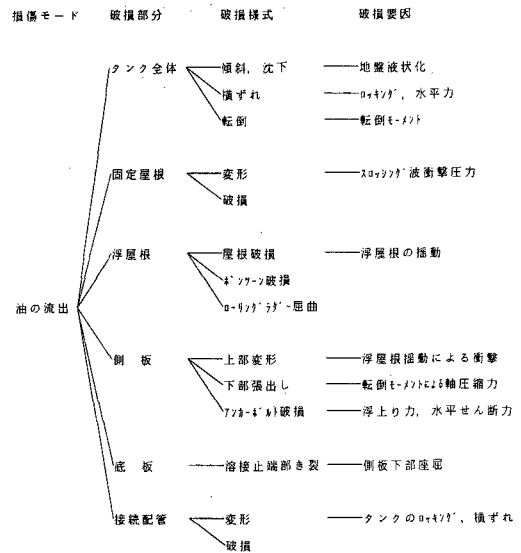 損傷モード 破損部分 破損様式 破損要因
タンク全体 傾斜，沈下 地盤液状化
横ずれ ロッキング，水平力
転倒 転倒モーメント
固定屋根 変形 スロッシング波衝撃圧力
破損
浮屋根 屋根破損 浮屋根の揺動
ポンツーン破損
油の流出 ローリングラダー屈曲
側板 上部変形 浮屋根揺動による衝撃
下部張出し 転倒モーメントによる軸圧縮力
アンカーボルト破損 浮上り力，水平せん断力
底板 溶接止端部き裂 側板下部座屈
接続配管 変形 タンクのロッキング，横ずれ
破損